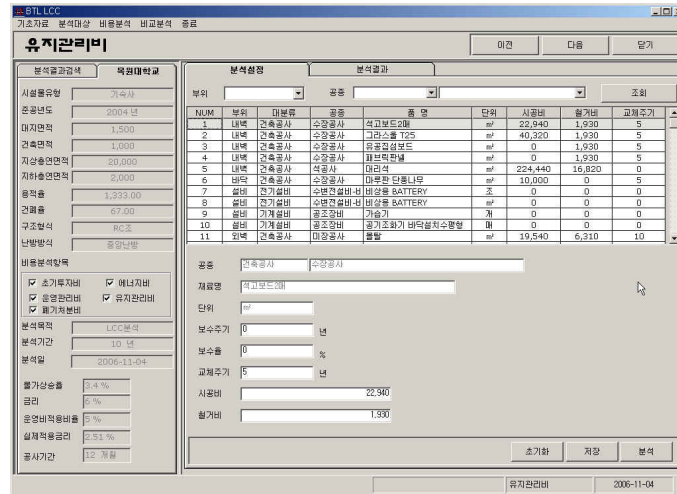 BTL LCC
기초자료 분석대상 비용분석 비교분석 종료
유지관리비
이전 다음 닫기
분석결과검색 목원대학교
시설물유형 기숙사
준공년도 2004 년
대지면적 1,500
건축면적 1,000
지상층연면적 20,000
지하층연면적 2,000
용적율 1,333.00
건폐율 67.00
구조형식 RC조
난방방식 중앙난방
비용분석항목
초기투자비 에너지비
운영관리비 유지관리비
폐기처분비
분석목적 LCC분석
분석기간 10 년
분석일 2006-11-04
물가상승률 3.4 %
금리 6 %
운영비적용비율 5 %
실제적용금리 2.51 %
공사기간 12 개월
분석설정 분석결과
부위 공종 조회
NUM 부위 대분류 공종 품 명 단위 시공비 철거비 교체주기
1 내벽 건축공사 수장공사 석고보드2매 ㎡ 22,940 1,930 5
2 내벽 건축공사 수장공사 그라스울 T25 ㎡ 40,320 1,930 5
3 내벽 건축공사 수장공사 유공집섬보드 ㎡ 0 1,930 5
4 내벽 건축공사 수장공사 패브릭판넬 ㎡ 0 1,930 5
5 내벽 건축공사 석공사 대리석 ㎡ 224,440 16,820 0
6 바닥 건축공사 수장공사 마루판 단풍나무 ㎡ 10,000 0 5
7 설비 전기설비 수변전설비-비 비상용 BATTERY 조 0 0 0
8 설비 전기설비 수변전설비-비 비상용 BATTERY ㎡ 0 0 0
9 설비 기계설비 공조장비 가습기 개 0 0 0
10 설비 기계설비 공조장비 공기조화기 바닥설치수평형 대 0 0 0
11 외벽 건축공사 미장공사 몰탈 ㎡ 19,540 6,310 10
공종 건축공사 수장공사
재료명 석고보드2매
단위 ㎡
보수주기 0 년
보수율 0 %
교체주기 5 년
시공비 22,940
철거비 1,930
초기화 저장 분석
유지관리비 2006-11-04